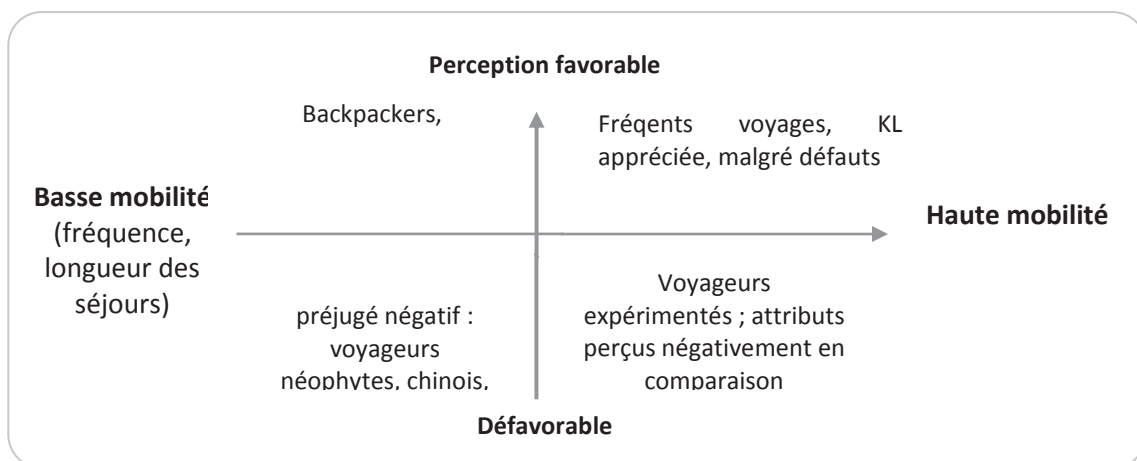 Perception favorable
Backpackers,
Fréqents voyages, KL
appréciée, malgré défauts
Basse mobilité
(fréquence,
longueur des
séjours)
Haute mobilité
préjugé négatif :
voyageurs
néophytes, chinois,
Voyageurs
expérimentés ; attributs
perçus négativement en
comparaison
Défavorable